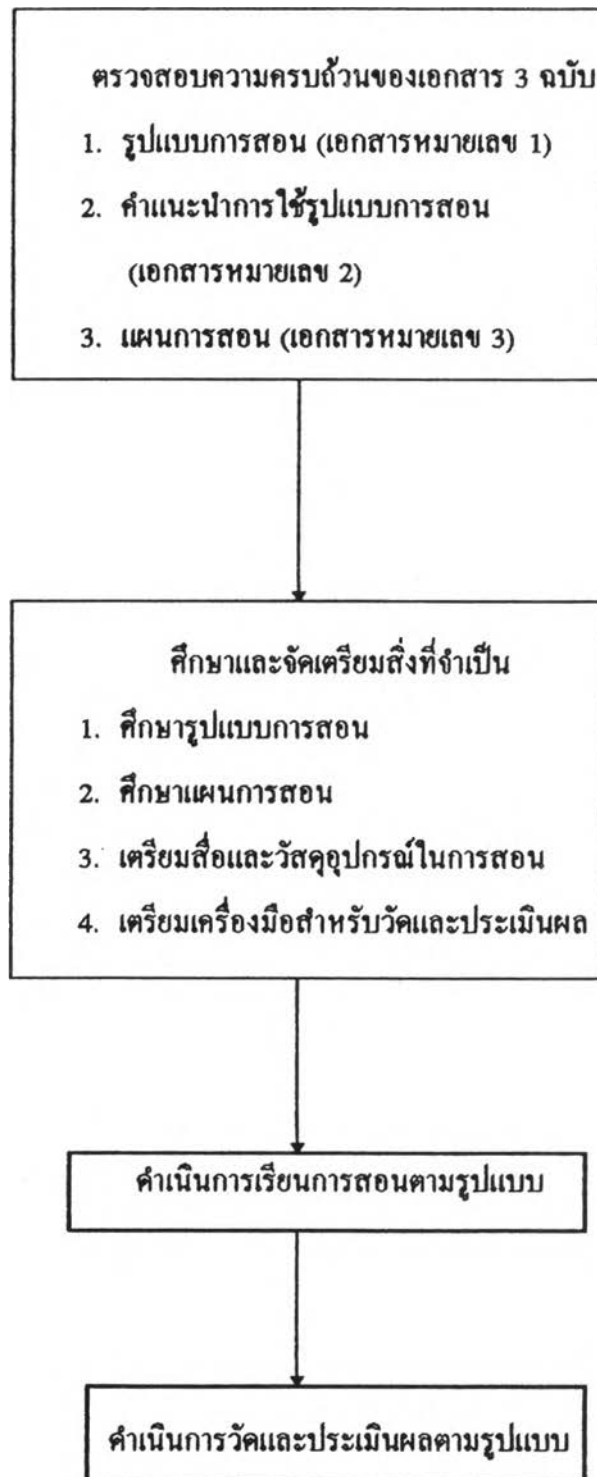 ตรวจสอบความครบถ้วนของเอกสาร 3 ฉบับ
1. รูปแบบการสอน (เอกสารหมายเลข 1)
2. คำแนะนำการใช้รูปแบบการสอน
(เอกสารหมายเลข 2)
3. แผนการสอน (เอกสารหมายเลข 3)
ศึกษาและจัดเตรียมสิ่งที่จำเป็น
1. ศึกษารูปแบบการสอน
2. ศึกษาแผนการสอน
3. เตรียมสื่อและวัสดุอุปกรณ์ในการสอน
4. เตรียมเครื่องมือสำหรับวัดและประเมินผล
ดำเนินการเรียนการสอนตามรูปแบบ
ดำเนินการวัดและประเมินผลตามรูปแบบ